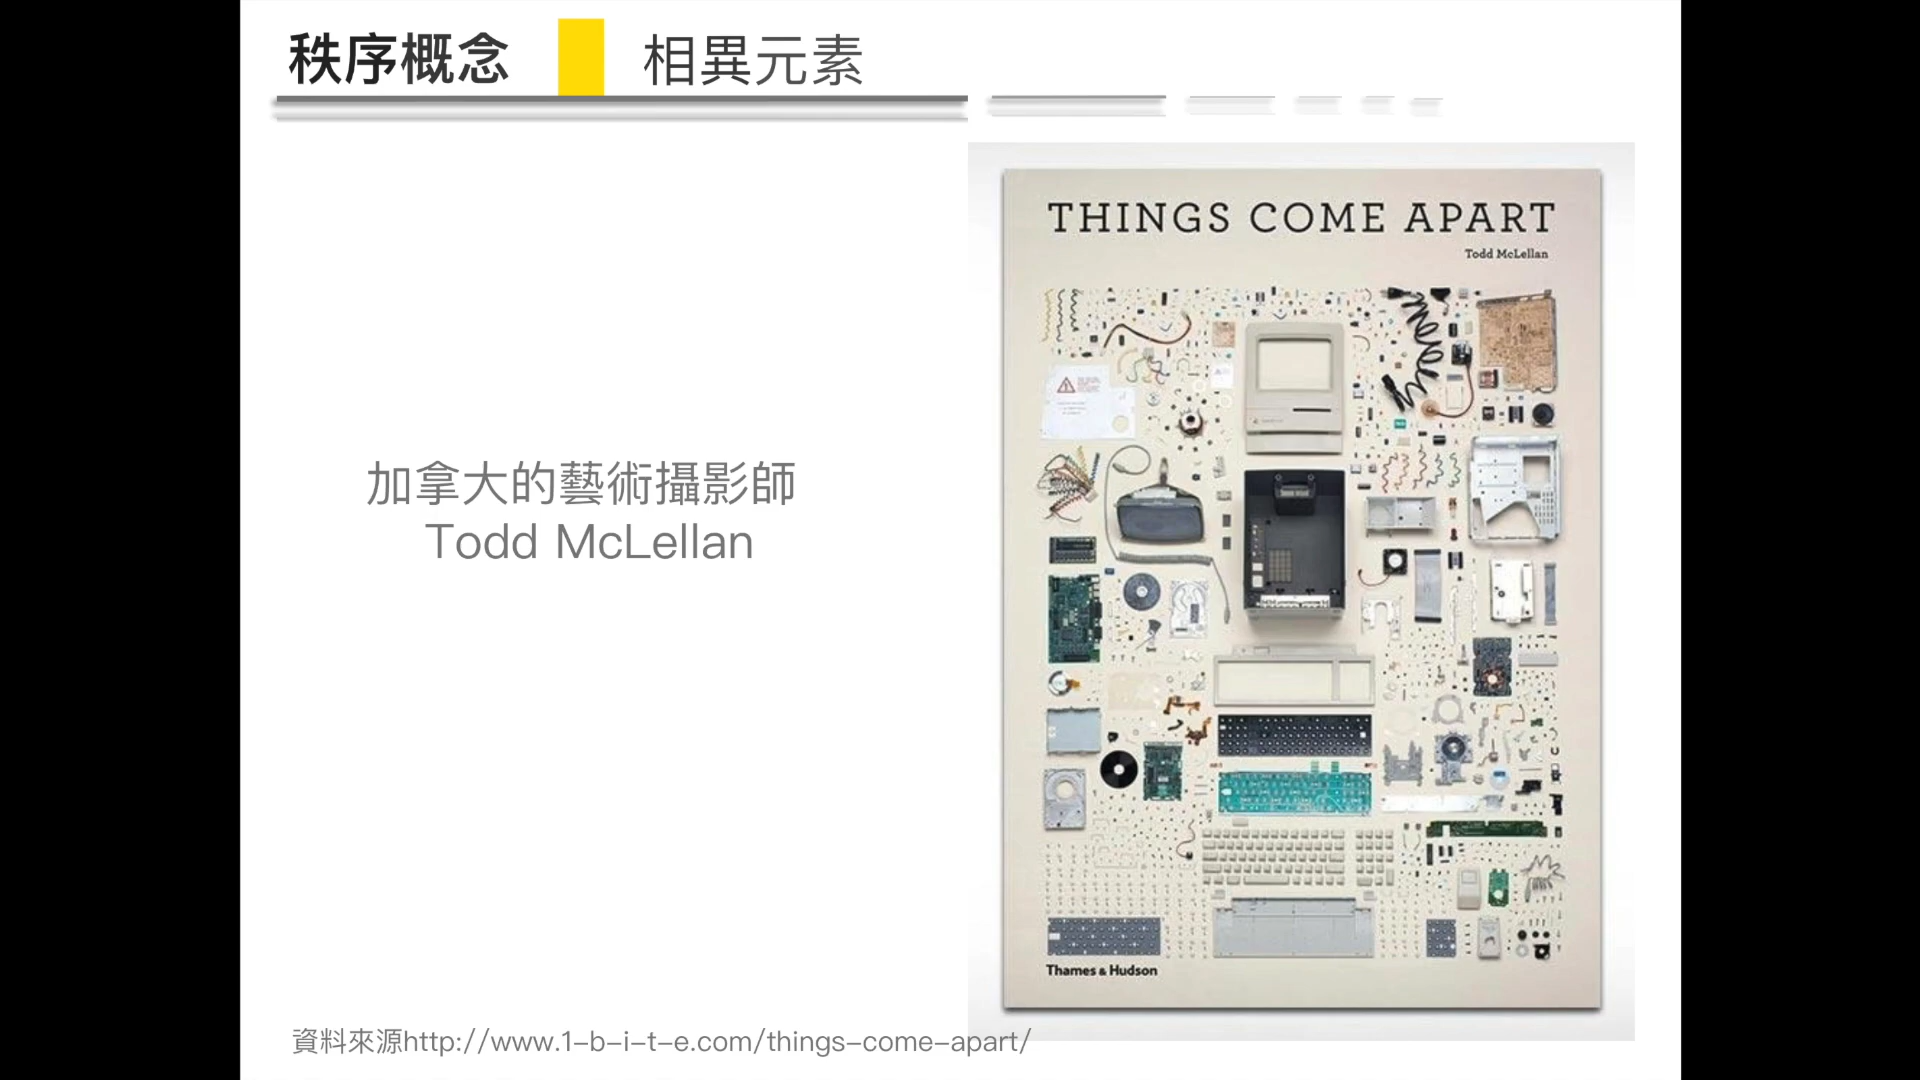 秩序概念 相異元素
THINGS COME APART
Todd McLellan
加拿大的藝術攝影師
Todd McLellan
Thames & Hudson
資料來源http://www.1-b-i-t-e.com/things-come-apart/